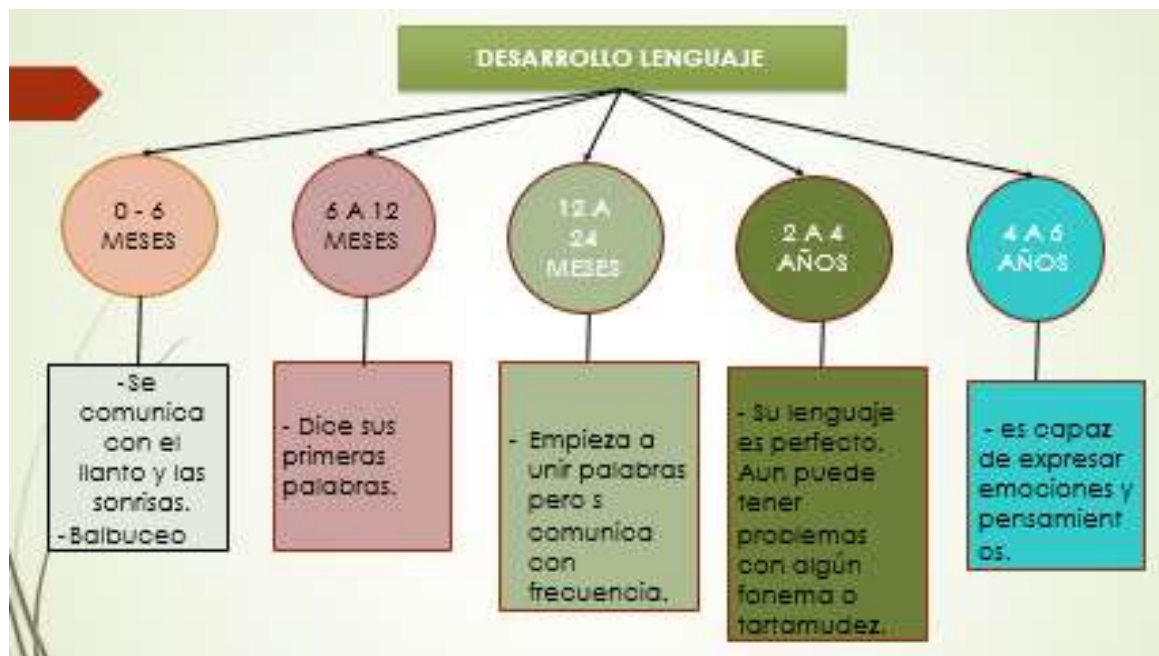 DESARROLLO LENGUAJE
0 - 6
MESES
6 A 12
MESES
12 A
24
MESES
2 A 4
AÑOS
4 A 6
AÑOS
-Se
comunica
con el
llanto y las
sonrisas.
-Balbuceo
- Dice sus
primeras
palabras.
- Empieza a
unir palabras
pero s
comunica
con
frecuencia.
- Su lenguaje
es perfecto.
Aun puede
tener
problemas
con algún
fonema o
tartamudez.
- es capaz
de expresar
emociones y
pensamient
os.